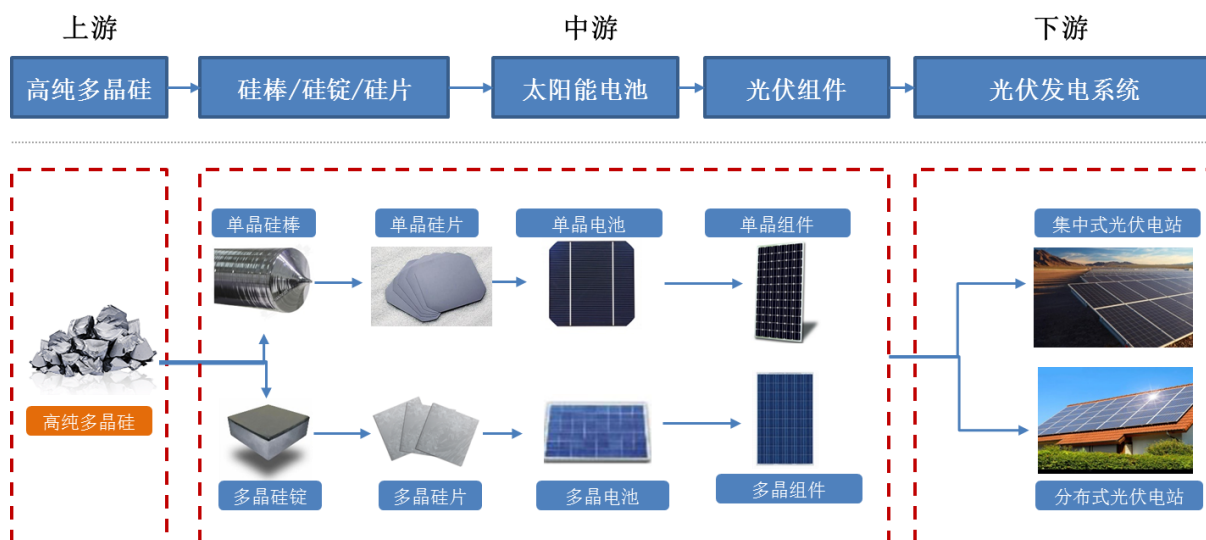 上游
中游
下游
高纯多晶硅
硅棒/硅锭/硅片
太阳能电池
光伏组件
光伏发电系统
单晶硅棒
单晶硅片
单晶电池
单晶组件
集中式光伏电站
高纯多晶硅
多晶硅锭
多晶硅片
多晶电池
多晶组件
分布式光伏电站